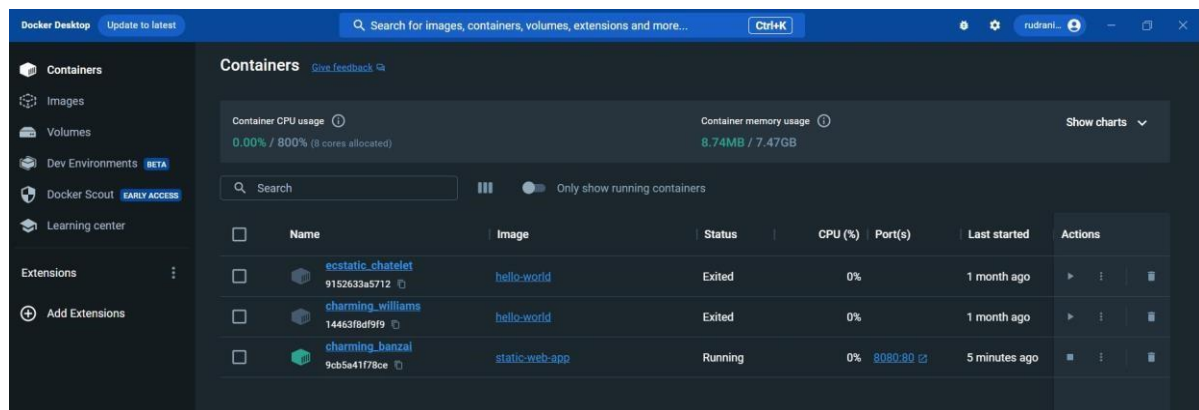 Docker Desktop Update to latest Search for images, containers, volumes, extensions and more... Ctrl+K rudrani...
Containers
Images
Volumes
Dev Environments BETA
Docker Scout EARLY ACCESS
Learning center
Extensions
Add Extensions
Containers Give feedback
Container CPU usage
0.00% / 800% (8 cores allocated)
Container memory usage
8.74MB / 7.47GB
Show charts
Search
Only show running containers
Name Image Status CPU (%) Port(s) Last started Actions
ecstatic_chatelet
9152633a5712
hello-world Exited 0% 1 month ago
charming_williams
14463f8df9f9
hello-world Exited 0% 1 month ago
charming_banzai
9cb5a41f78ce
static-web-app Running 0% 8080:80 5 minutes ago